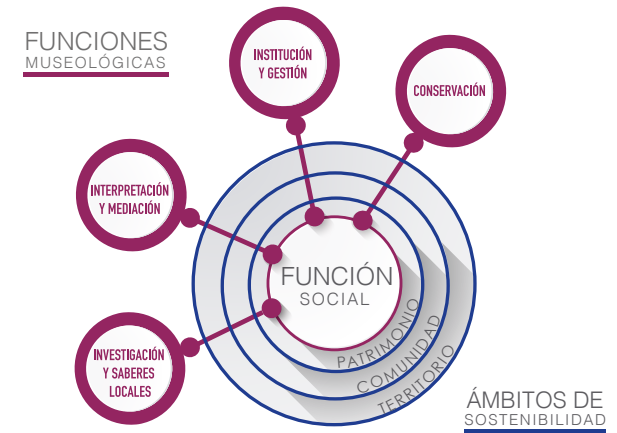 FUNCIONES
MUSEOLÓGICAS
INSTITUCIÓN
Y GESTIÓN
CONSERVACIÓN
INTERPRETACIÓN
Y MEDIACIÓN
INVESTIGACIÓN
Y SABERES
LOCALES
FUNCIÓN
SOCIAL
PATRIMONIO
COMUNIDAD
TERRITORIO
ÁMBITOS DE
SOSTENIBILIDAD